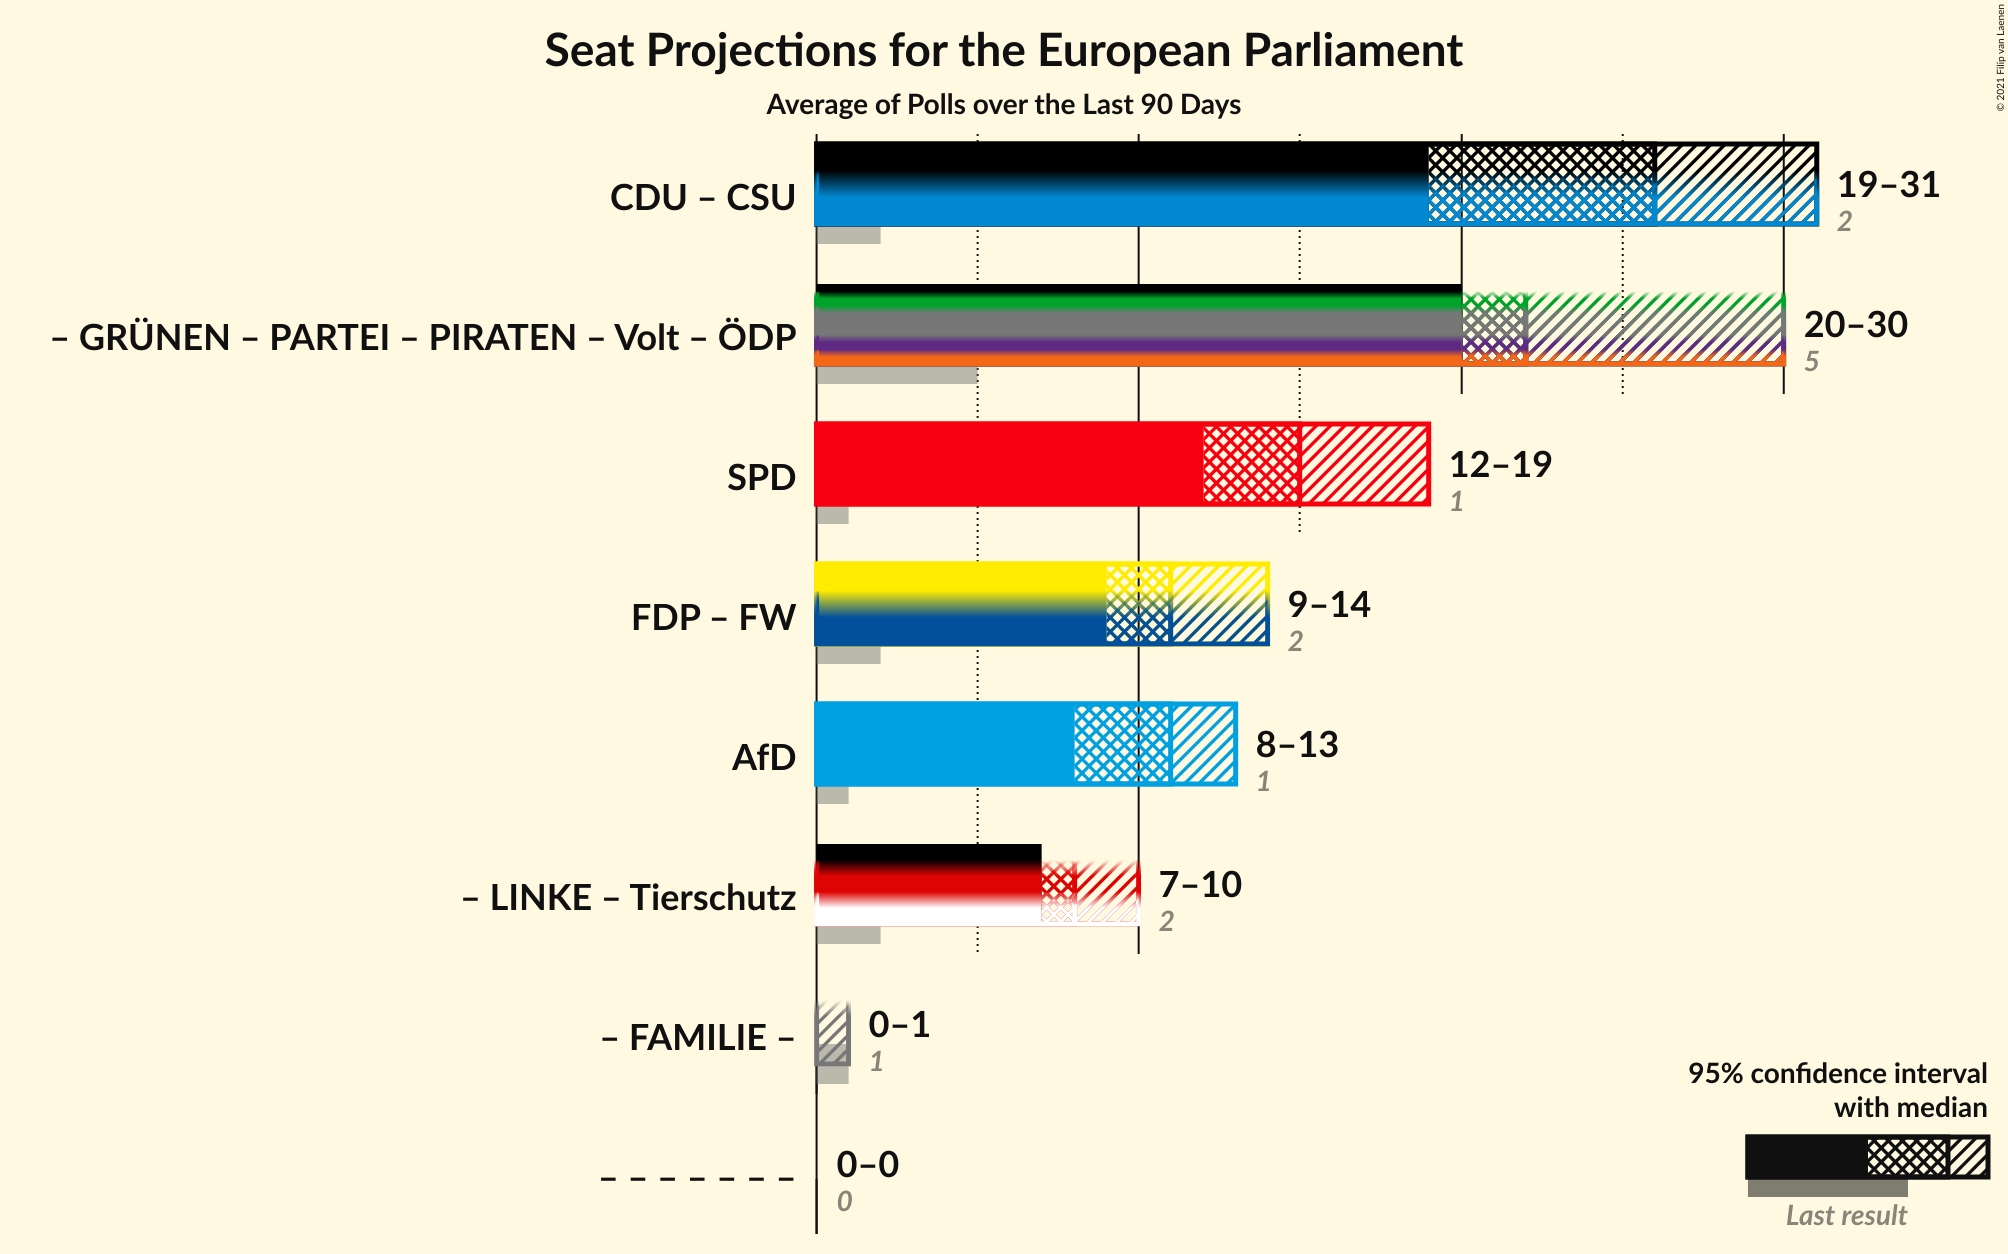 Seat Projections for the European Parliament
Average of Polls over the Last 90 Days
© 2021 Filip van Laenen
CDU – CSU
19–31
2
– GRÜNEN – PARTEI – PIRATEN – Volt – ÖDP
20–30
5
SPD
12–19
1
FDP – FW
9–14
2
AfD
8–13
1
– LINKE – Tierschutz
7–10
2
– FAMILIE –
0–1
1
– – – – – – –
0–0
0
95% confidence interval
with median
Last result